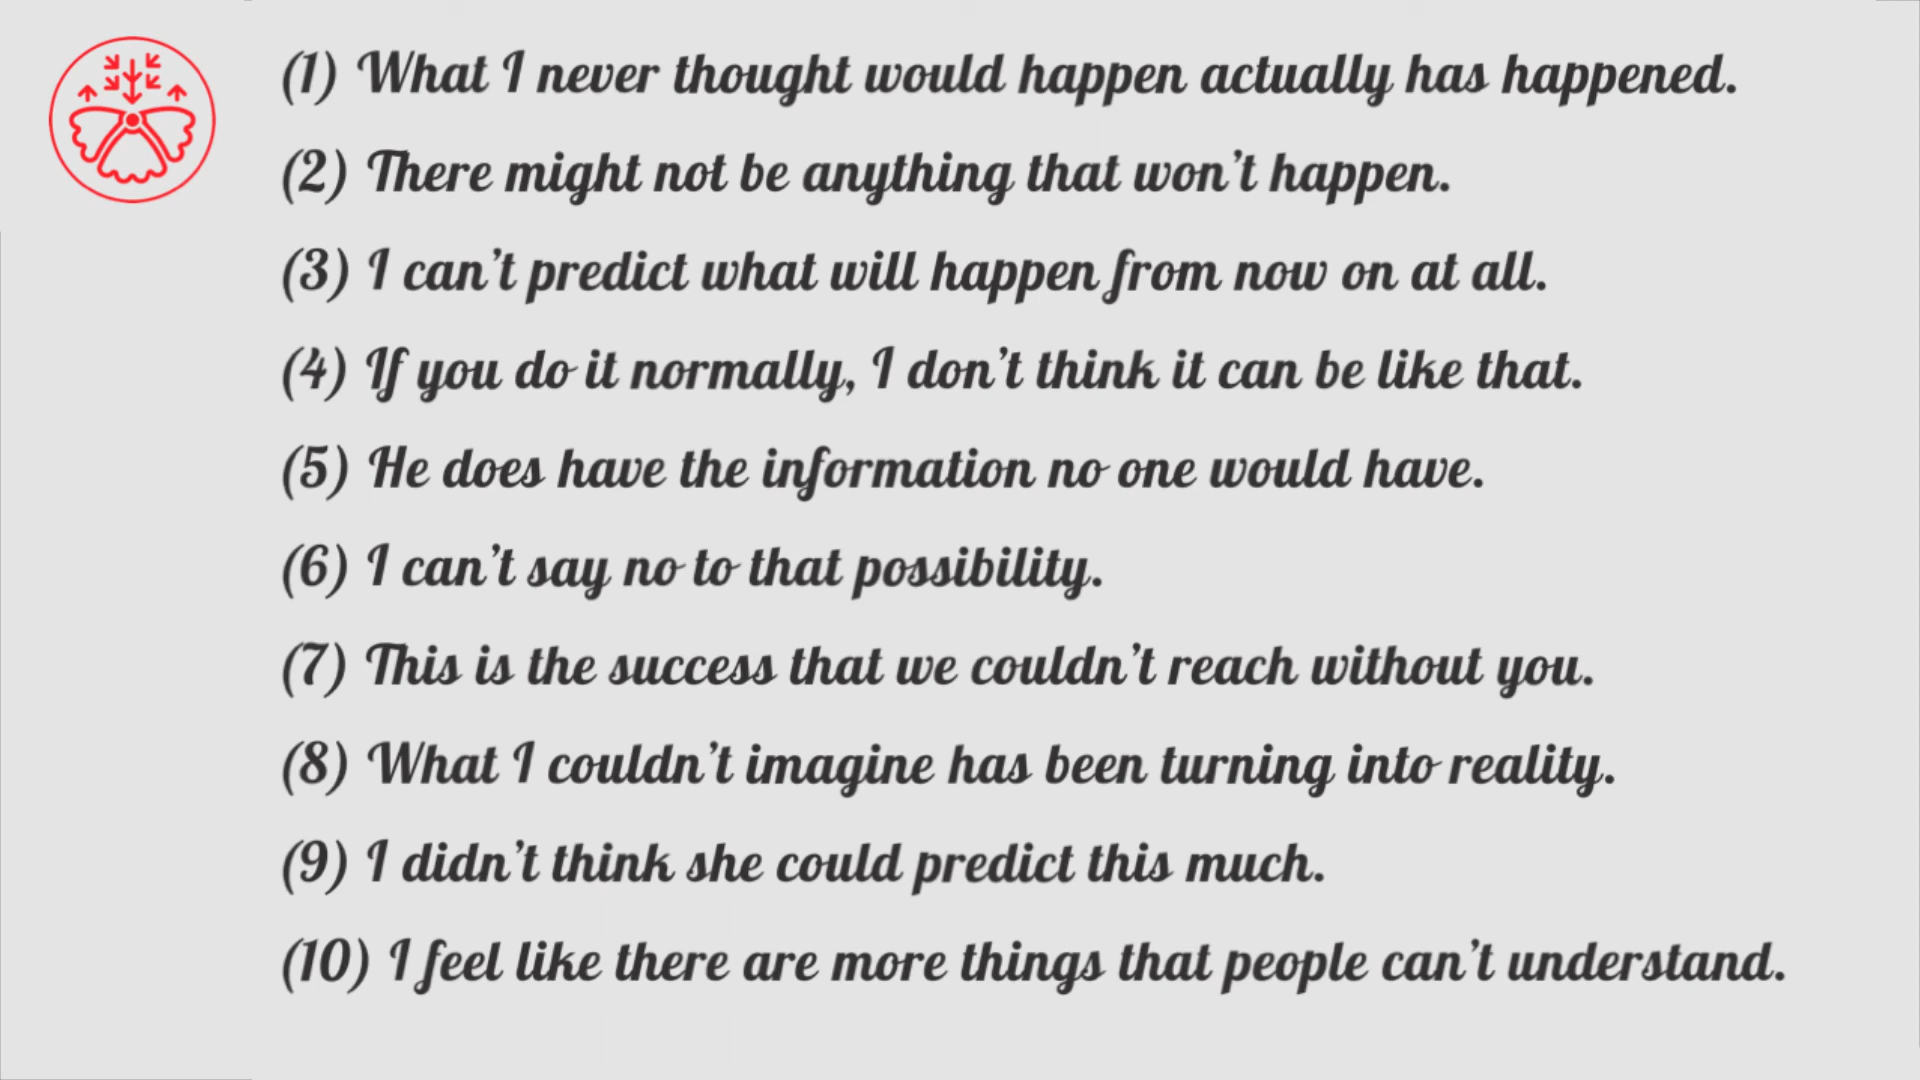 (1) What I never thought would happen actually has happened.
(2) There might not be anything that won't happen.
(3) I can't predict what will happen from now on at all.
(4) If you do it normally, I don't think it can be like that.
(5) He does have the information no one would have.
(6) I can't say no to that possibility.
(7) This is the success that we couldn't reach without you.
(8) What I couldn't imagine has been turning into reality.
(9) I didn't think she could predict this much.
(10) I feel like there are more things that people can't understand.